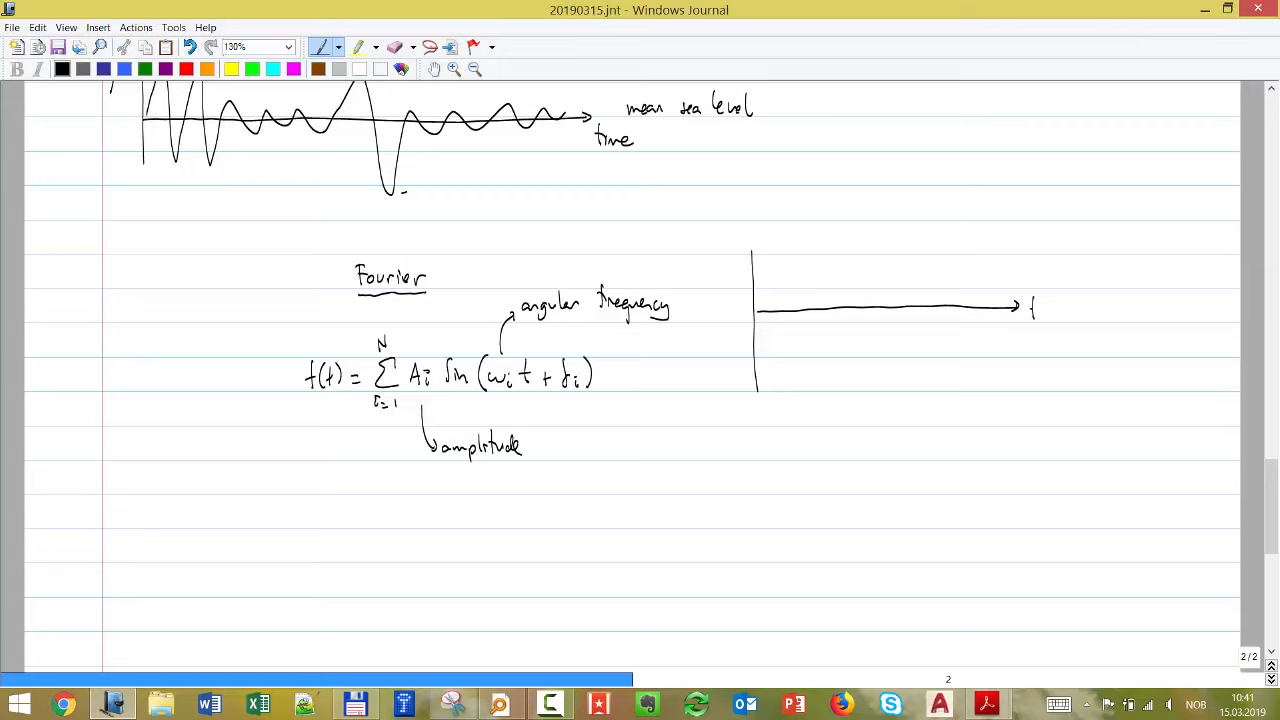 20190315.jnt - Windows Journal
File Edit View Insert Actions Tools Help
130%
mean sea level
time
Fourier
angular frequency
f(t) = N ∑ i=1 Ai sin (ωi t + δi)
amplitude
t
2 / 2
2
NOB
10:41
15.03.2019